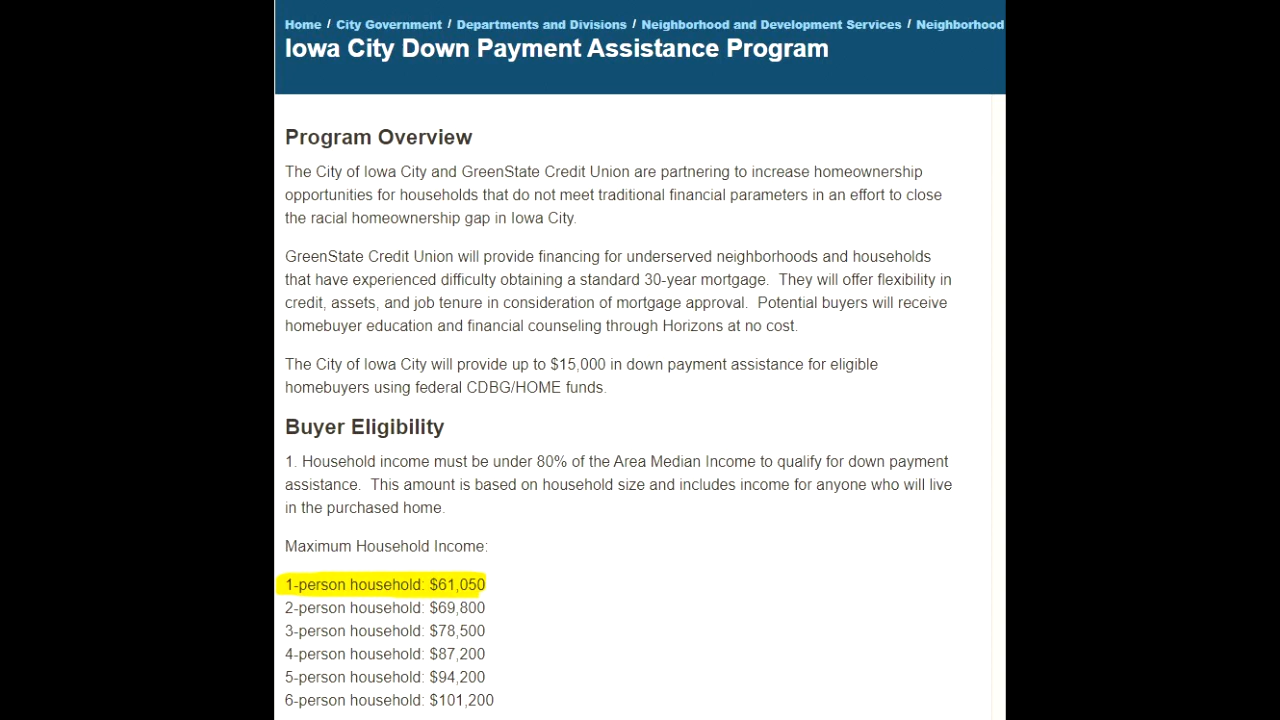 Home / City Government / Departments and Divisions / Neighborhood and Development Services / Neighborhood
Iowa City Down Payment Assistance Program
Program Overview
The City of Iowa City and GreenState Credit Union are partnering to increase homeownership
opportunities for households that do not meet traditional financial parameters in an effort to close
the racial homeownership gap in Iowa City.
GreenState Credit Union will provide financing for underserved neighborhoods and households
that have experienced difficulty obtaining a standard 30-year mortgage.  They will offer flexibility in
credit, assets, and job tenure in consideration of mortgage approval.  Potential buyers will receive
homebuyer education and financial counseling through Horizons at no cost.
The City of Iowa City will provide up to $15,000 in down payment assistance for eligible
homebuyers using federal CDBG/HOME funds.
Buyer Eligibility
1. Household income must be under 80% of the Area Median Income to qualify for down payment
assistance.  This amount is based on household size and includes income for anyone who will live
in the purchased home.
Maximum Household Income:
1-person household: $61,050
2-person household: $69,800
3-person household: $78,500
4-person household: $87,200
5-person household: $94,200
6-person household: $101,200